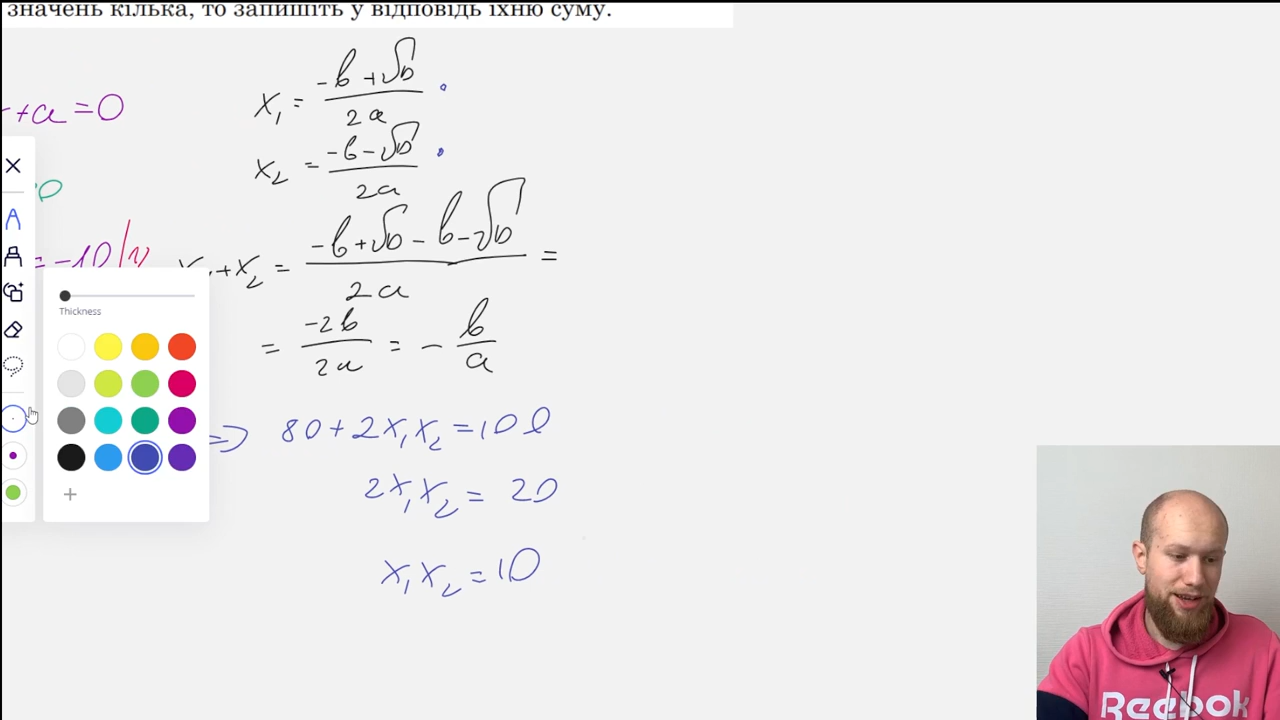 значень кілька, то запишіть у відповідь їхню суму.
+a=0
x₁ = (-b+√D)/2a
x₂ = (-b-√D)/2a
=-10
+x₂ = (-b+√D-b-√D)/2a =
= -2b/2a = - b/a
Thickness
=> 80+2x₁x₂=100
2x₁x₂=20
x₁x₂=10
Reebok